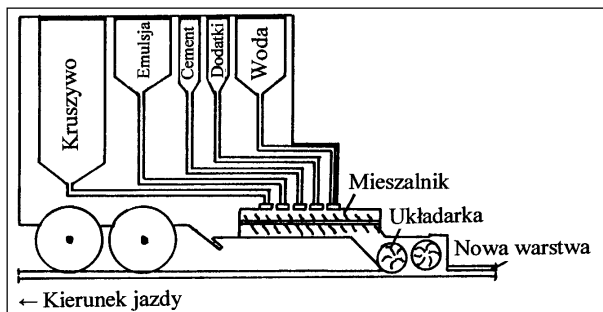 Kruszywo
Emulsja
Cement
Dodatki
Woda
Mieszalnik
Układarka
Nowa warstwa
← Kierunek jazdy